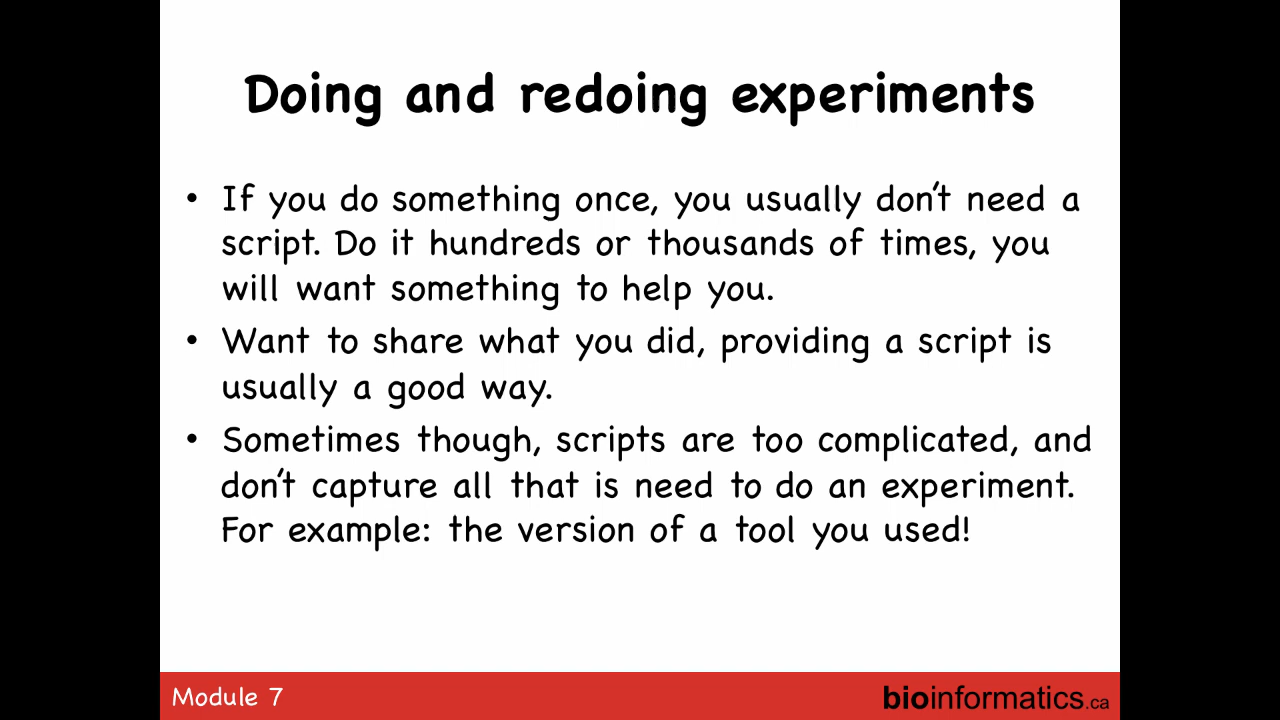 Doing and redoing experiments
• If you do something once, you usually don't need a
script. Do it hundreds or thousands of times, you
will want something to help you.
• Want to share what you did, providing a script is
usually a good way.
• Sometimes though, scripts are too complicated, and
don't capture all that is need to do an experiment.
For example: the version of a tool you used!
Module 7
bioinformatics.ca